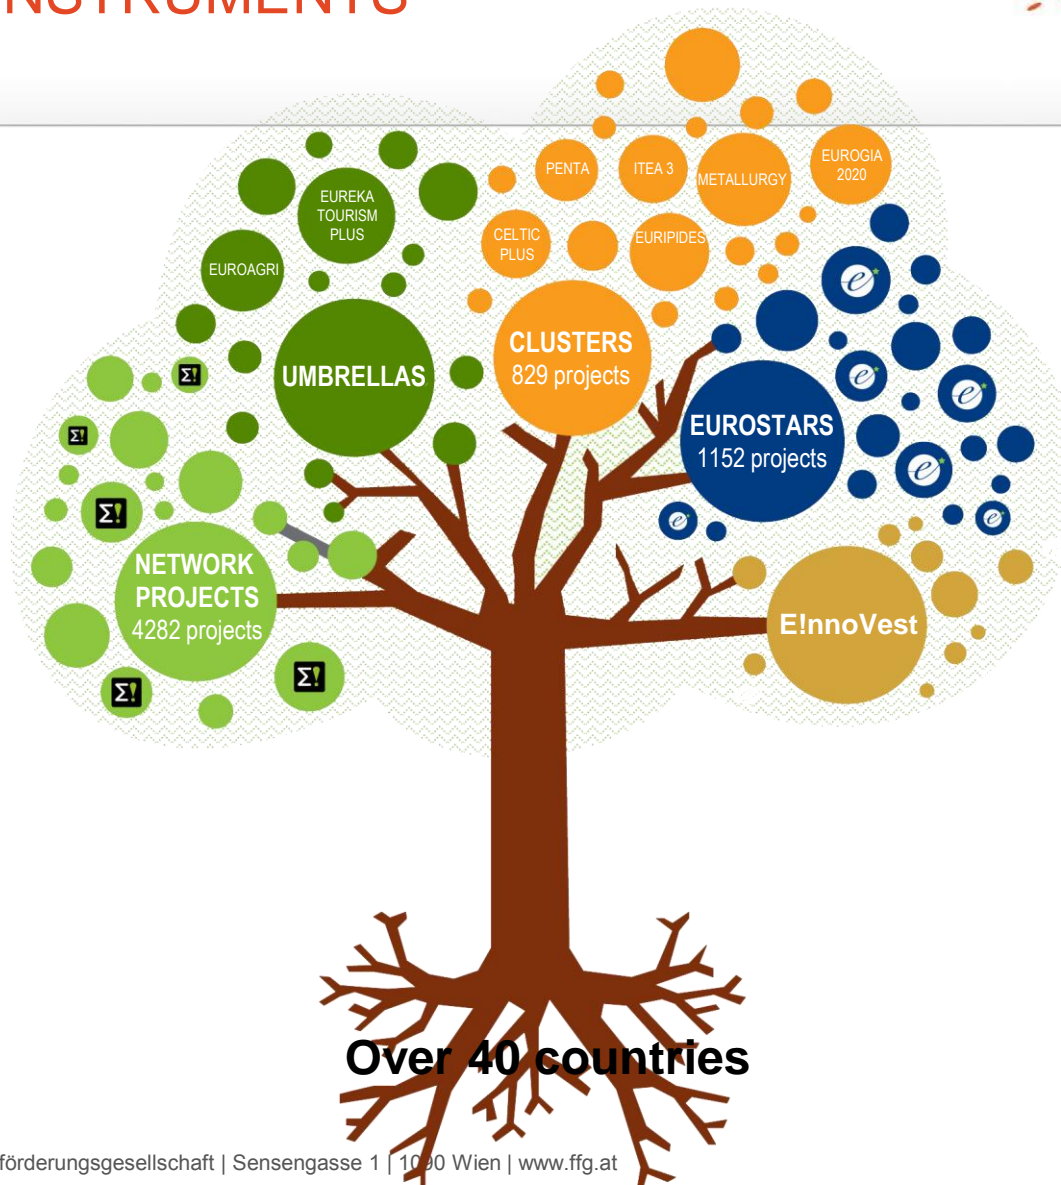 NSTRUMENTS
PENTA
ITEA 3
METALLURGY
EUROGIA
2020
EUREKA
TOURISM
PLUS
CELTIC
PLUS
EURIPIDES
EUROAGRI
UMBRELLAS
CLUSTERS
829 projects
EUROSTARS
1152 projects
NETWORK
PROJECTS
4282 projects
E!nnoVest
Over 40 countries
förderungsgesellschaft | Sensengasse 1 | 1090 Wien | www.ffg.at
Σ!
Σ!
Σ!
Σ!
Σ!
e
e
e
e
e
e